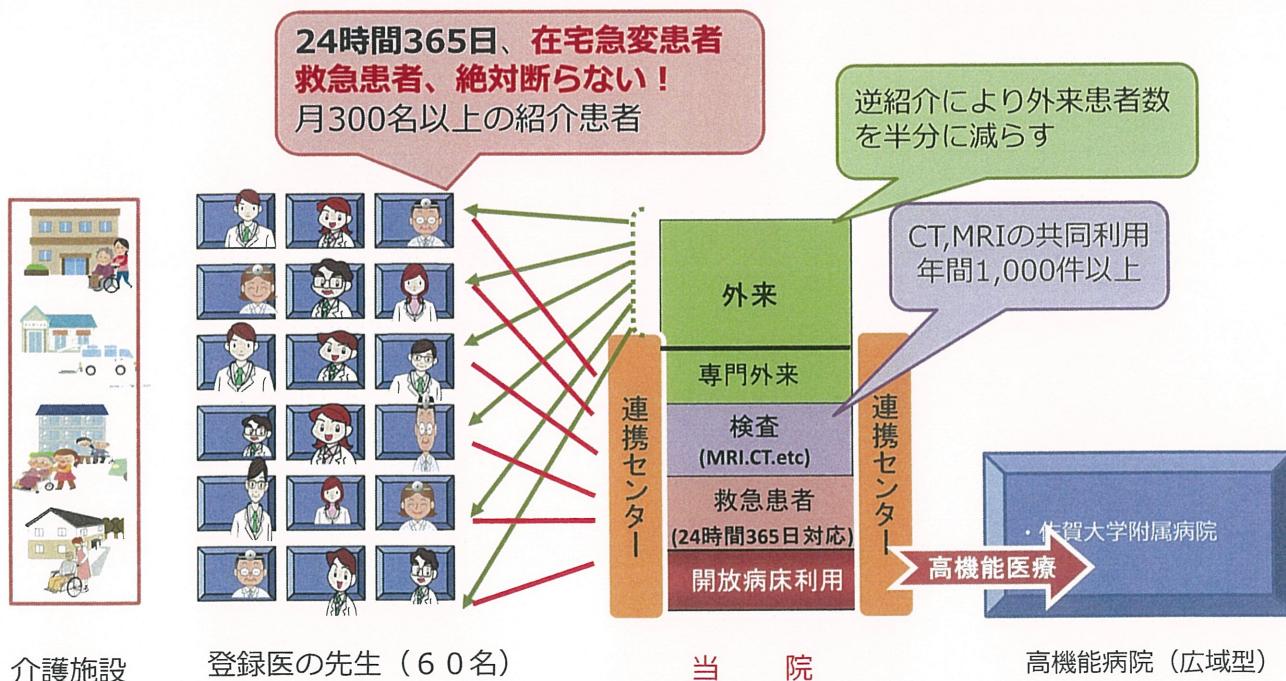 24時間365日、在宅急変患者
救急患者、絶対断らない！
月300名以上の紹介患者
逆紹介により外来患者数
を半分に減らす
CT,MRIの共同利用
年間1,000件以上
外来
専門外来
検査
(MRI.CT.etc)
救急患者
(24時間365日対応)
開放病床利用
連携センター
連携センター
高機能医療
・佐賀大学附属病院
介護施設
登録医の先生（６０名）
当　院
高機能病院（広域型）